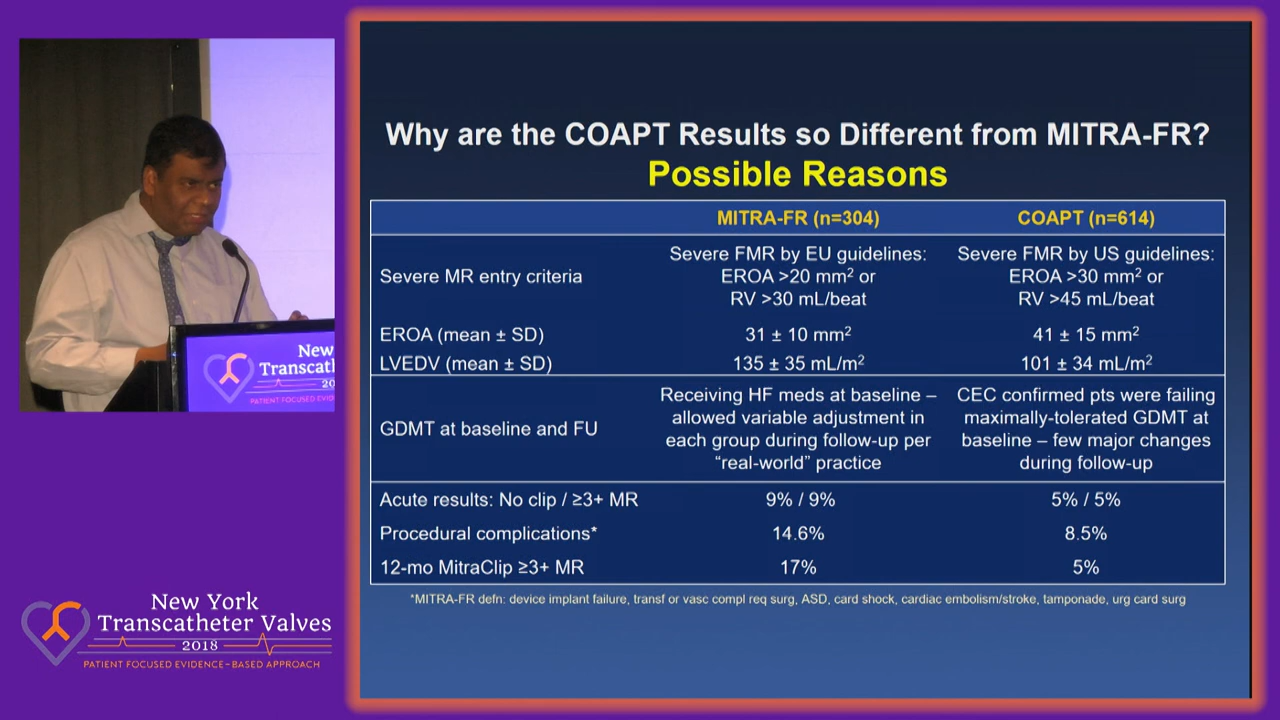 Why are the COAPT Results so Different from MITRA-FR?
Possible Reasons
MITRA-FR (n=304)
COAPT (n=614)
Severe MR entry criteria
Severe FMR by EU guidelines:
EROA >20 mm² or
RV >30 mL/beat
Severe FMR by US guidelines:
EROA >30 mm² or
RV >45 mL/beat
EROA (mean ± SD)
31 ± 10 mm²
41 ± 15 mm²
LVEDV (mean ± SD)
135 ± 35 mL/m²
101 ± 34 mL/m²
GDMT at baseline and FU
Receiving HF meds at baseline –
allowed variable adjustment in
each group during follow-up per
“real-world” practice
CEC confirmed pts were failing
maximally-tolerated GDMT at
baseline – few major changes
during follow-up
Acute results: No clip / ≥3+ MR
9% / 9%
5% / 5%
Procedural complications*
14.6%
8.5%
12-mo MitraClip ≥3+ MR
17%
5%
*MITRA-FR defn: device implant failure, transf or vasc compl req surg, ASD, card shock, cardiac embolism/stroke, tamponade, urg card surg
New
Transcath
20
PATIENT FOCUSED EVID
New York
Transcatheter Valves
2018
PATIENT FOCUSED EVIDENCE-BASED APPROACH